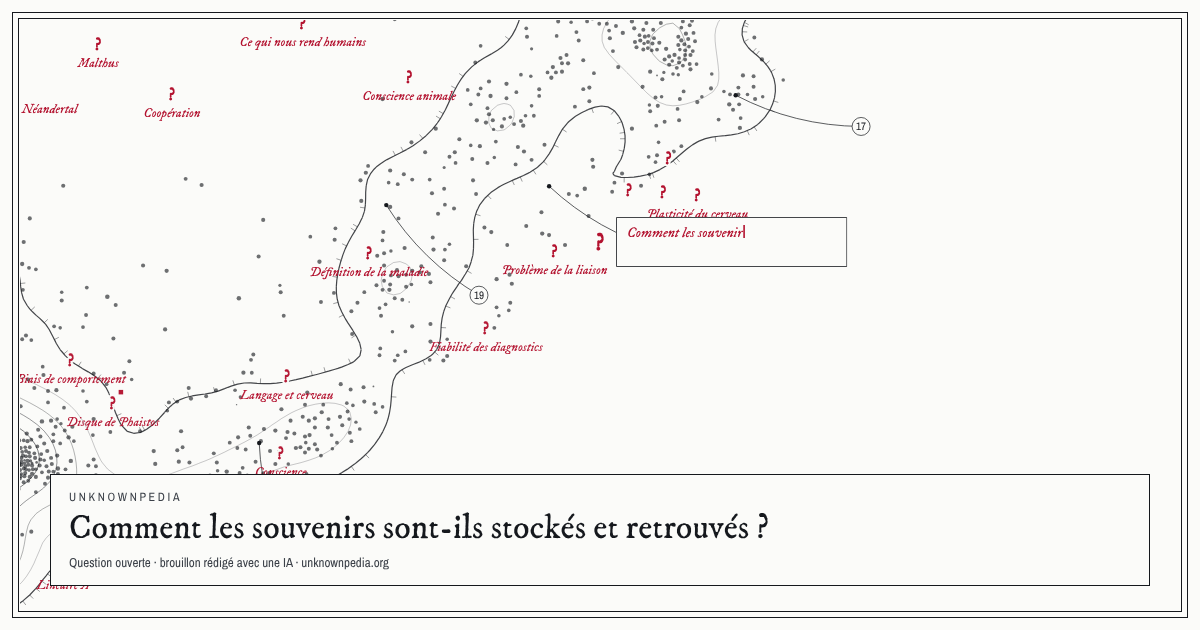 ?
Ce qui nous rend humains
?
Malthus
?
Conscience animale
Néandertal
?
Coopération
17
?
?
?
?
Plasticité du cerveau
Comment les souvenir
?
?
Problème de la liaison
?
Définition de la maladie
19
?
Fiabilité des diagnostics
?
Biais de comportement
?
Langage et cerveau
?
Disque de Phaistos
?
Conscience
UNKNOWNPEDIA
Comment les souvenirs sont-ils stockés et retrouvés ?
Question ouverte · brouillon rédigé avec une IA · unknownpedia.org
Linéaire A